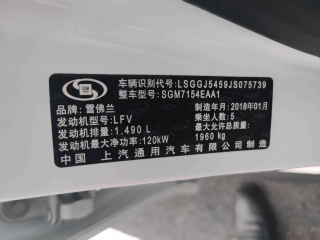 车辆识别代号:LSGGJ5459JS075739
整车型号:SGM7154EAA1
品牌:雪佛兰 制造年月:2018年01月
发动机型号:LFV 乘坐人数:5
发动机排量:1.490 L 最大允许总质量:
发动机最大净功率:120kW 1960 kg
中国 上汽通用汽车有限公司 制造